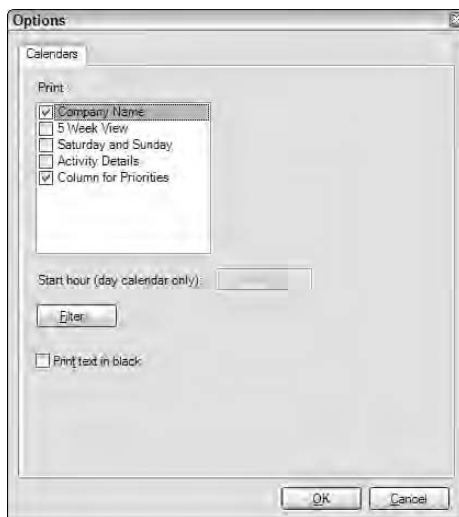 Options
Calenders
Print
Company Name
5 Week View
Saturday and Sunday
Activity Details
Column for Priorities
Start hour (day calendar only):
Filter
Print text in black
OK
Cancel